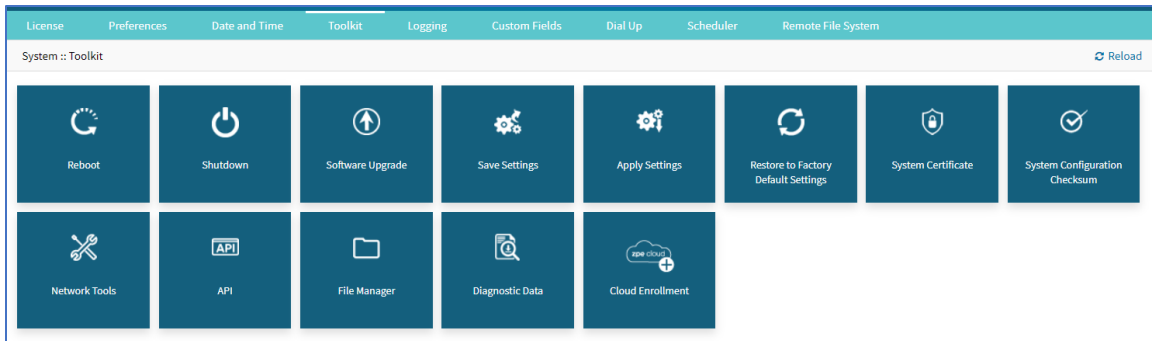 License Preferences Date and Time Toolkit Logging Custom Fields Dial Up Scheduler Remote File System
System :: Toolkit Reload
Reboot Shutdown Software Upgrade Save Settings Apply Settings Restore to Factory Default Settings System Certificate System Configuration Checksum
API zpe cloud
Network Tools API File Manager Diagnostic Data Cloud Enrollment